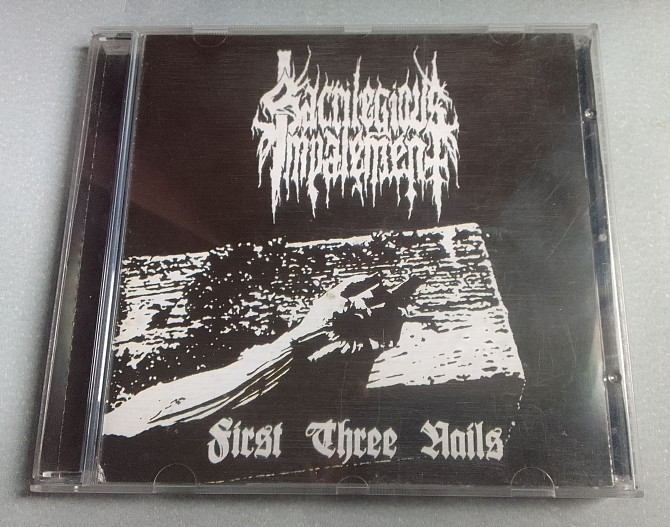 Sacrilegious
Impalement
First Three Nails